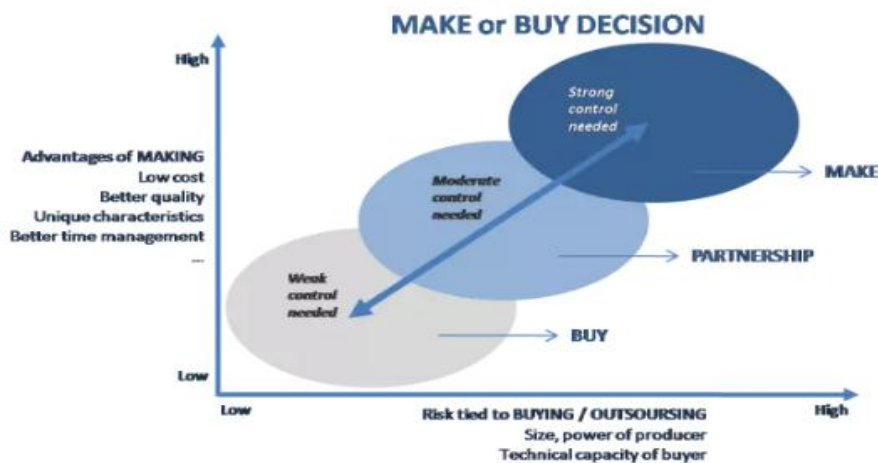 MAKE or BUY DECISION
High
Strong
control
needed
Advantages of MAKING
Low cost
Better quality
Unique characteristics
Better time management
...
MAKE
Moderate
control
needed
PARTNERSHIP
Weak
control
needed
BUY
Low
Low
Risk tied to BUYING / OUTSOURSING
High
Size, power of producer
Technical capacity of buyer